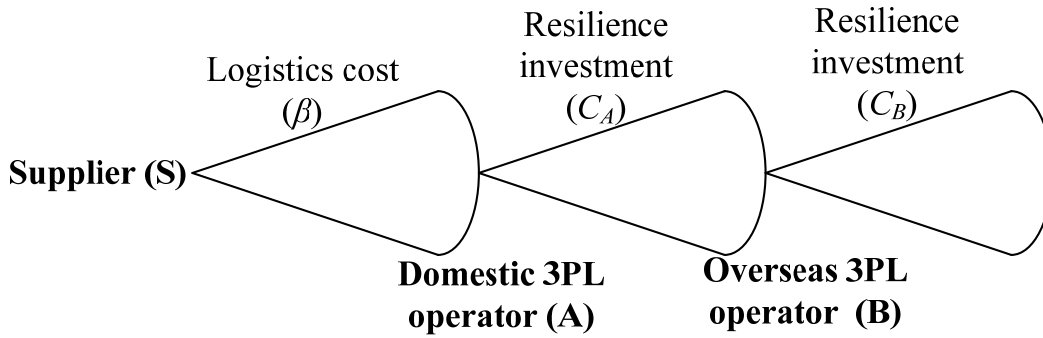 Logistics cost
(β)
Resilience
investment
(C_A)
Resilience
investment
(C_B)
Supplier (S)
Domestic 3PL
operator (A)
Overseas 3PL
operator (B)